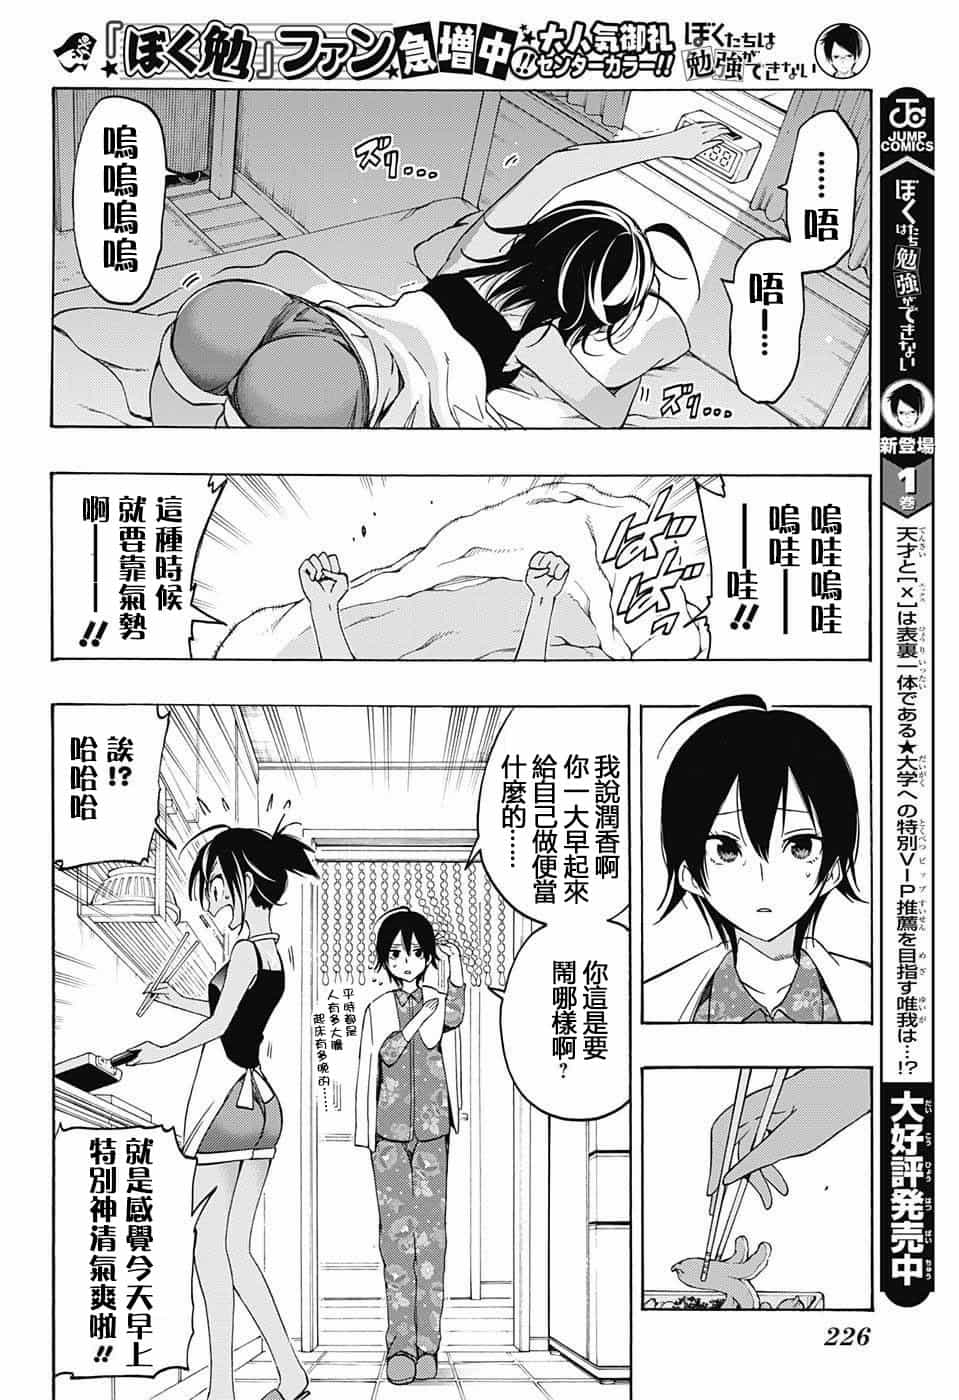 「ぼく勉」ファン急増中!!
大人気御礼
センターカラー!!
ぼくたちは
勉強ができない
JC
JUMP
COMICS
ぼくたちは勉強ができない
新登場
1
巻
天才と[x]は表裏一体である★大学への特別VIP推薦を目指す唯我は…!?
大好評発売中
……唔
唔─……
ズリ…
ズリ…
嗚嗚嗚嗚
嗚哇嗚哇
──嗚哇──
──哇
ばばっ
這種時候
就要靠氣勢
啊────!!
我說潤香啊
你一大早起來
給自己做便當
什麼的…
你這是要
鬧哪樣啊?
平時都是
人有多大膽
起床有多晚的…
誒!?
哈哈哈
就是感覺今天早上
特別神清氣爽啦!!
226